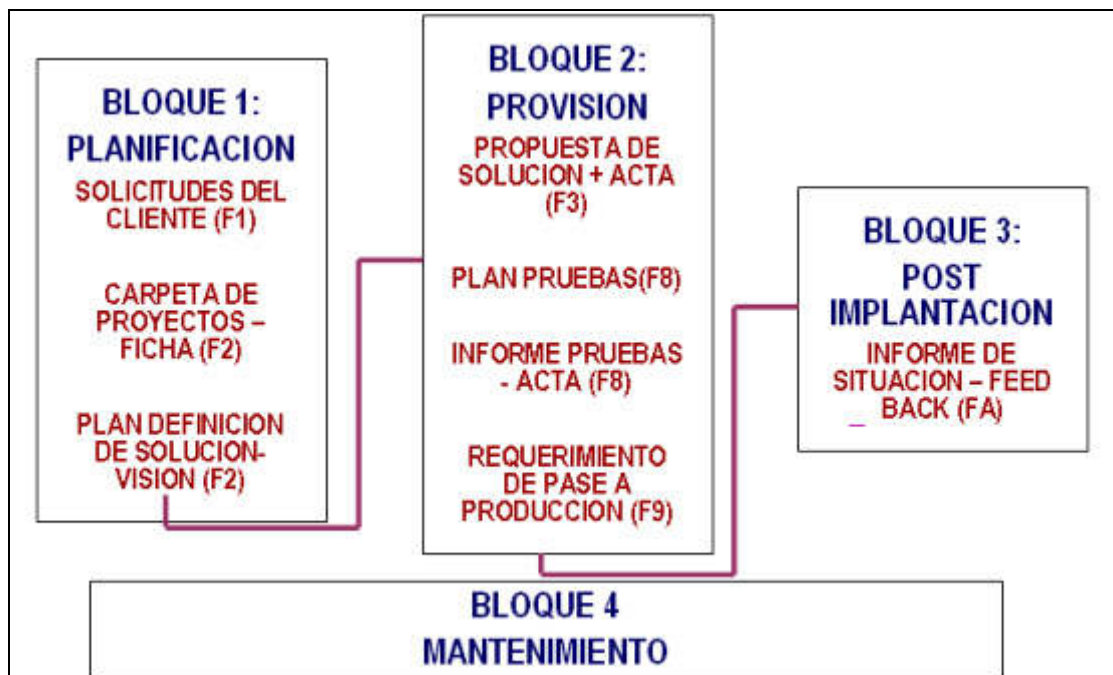 BLOQUE 1:
PLANIFICACION
SOLICITUDES DEL
CLIENTE (F1)
CARPETA DE
PROYECTOS –
FICHA (F2)
PLAN DEFINICION
DE SOLUCION-
VISION (F2)
BLOQUE 2:
PROVISION
PROPUESTA DE
SOLUCION + ACTA
(F3)
PLAN PRUEBAS(F8)
INFORME PRUEBAS
- ACTA (F8)
REQUERIMIENTO
DE PASE A
PRODUCCION (F9)
BLOQUE 3:
POST
IMPLANTACION
INFORME DE
SITUACION – FEED
BACK (FA)
BLOQUE 4
MANTENIMIENTO